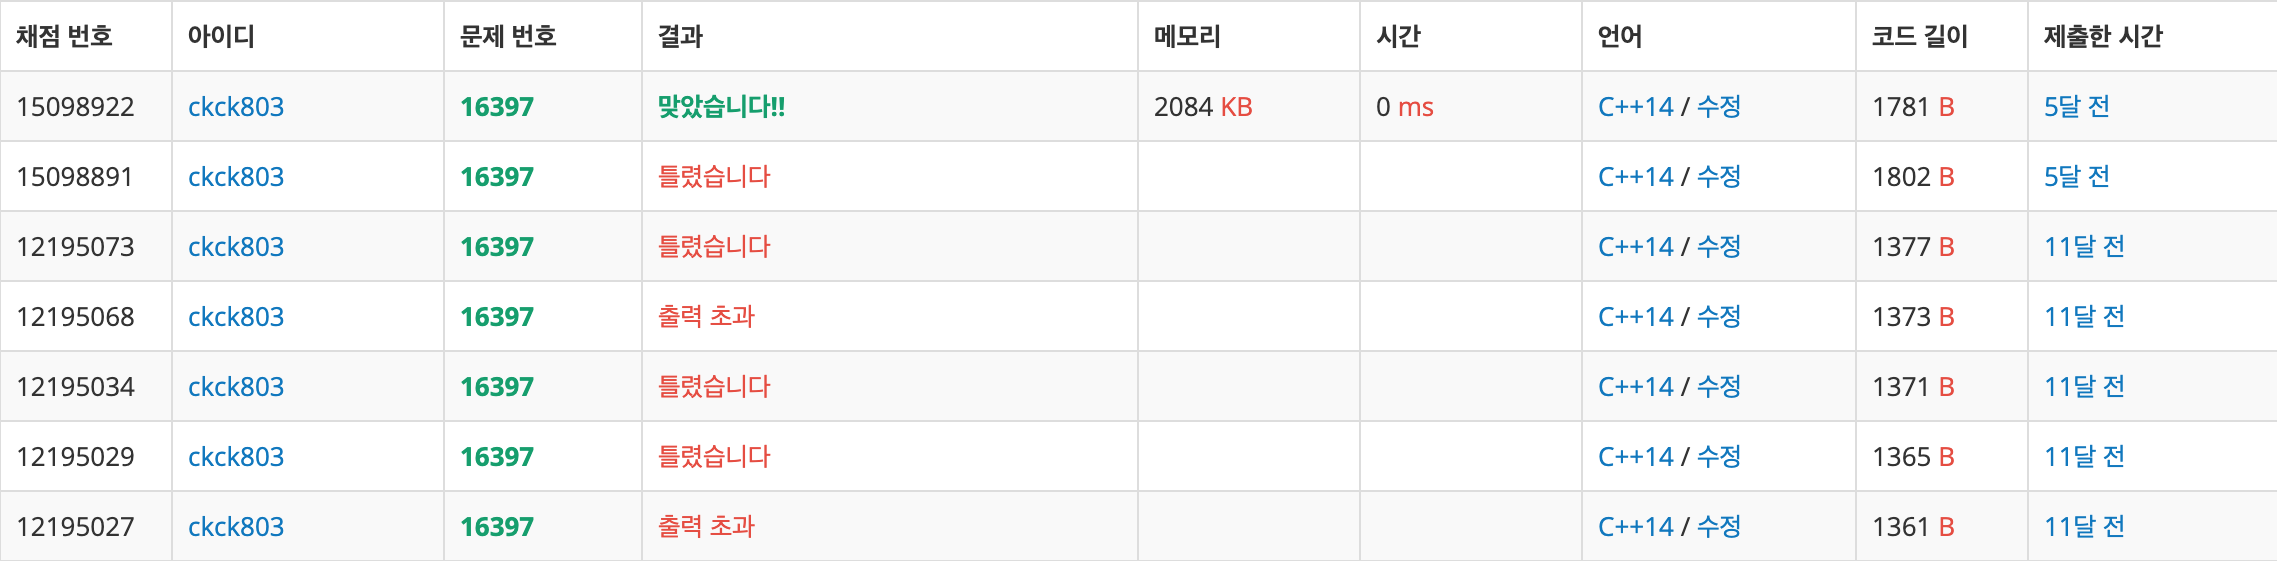 채점 번호 아이디 문제 번호 결과 메모리 시간 언어 코드 길이 제출한 시간
15098922 ckck803 16397 맞았습니다!! 2084 KB 0 ms C++14 / 수정 1781 B 5달 전
15098891 ckck803 16397 틀렸습니다 C++14 / 수정 1802 B 5달 전
12195073 ckck803 16397 틀렸습니다 C++14 / 수정 1377 B 11달 전
12195068 ckck803 16397 출력 초과 C++14 / 수정 1373 B 11달 전
12195034 ckck803 16397 틀렸습니다 C++14 / 수정 1371 B 11달 전
12195029 ckck803 16397 틀렸습니다 C++14 / 수정 1365 B 11달 전
12195027 ckck803 16397 출력 초과 C++14 / 수정 1361 B 11달 전